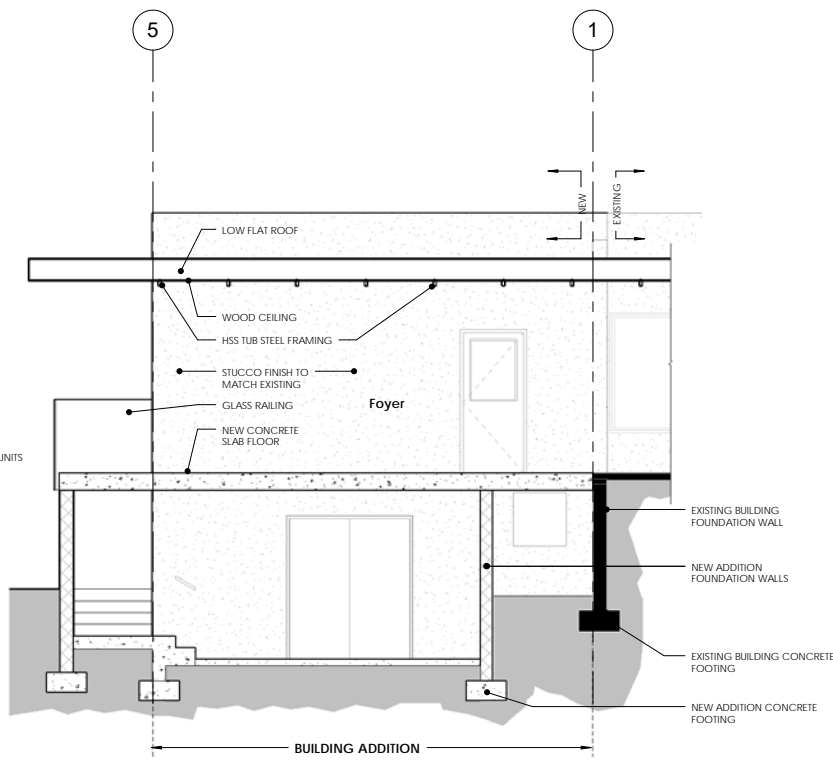 5
1
NEW
EXISTING
LOW FLAT ROOF
WOOD CEILING
HSS TUB STEEL FRAMING
STUCCO FINISH TO
MATCH EXISTING
Foyer
GLASS RAILING
NEW CONCRETE
SLAB FLOOR
UNITS
EXISTING BUILDING
FOUNDATION WALL
NEW ADDITION
FOUNDATION WALLS
EXISTING BUILDING CONCRETE
FOOTING
NEW ADDITION CONCRETE
FOOTING
BUILDING ADDITION